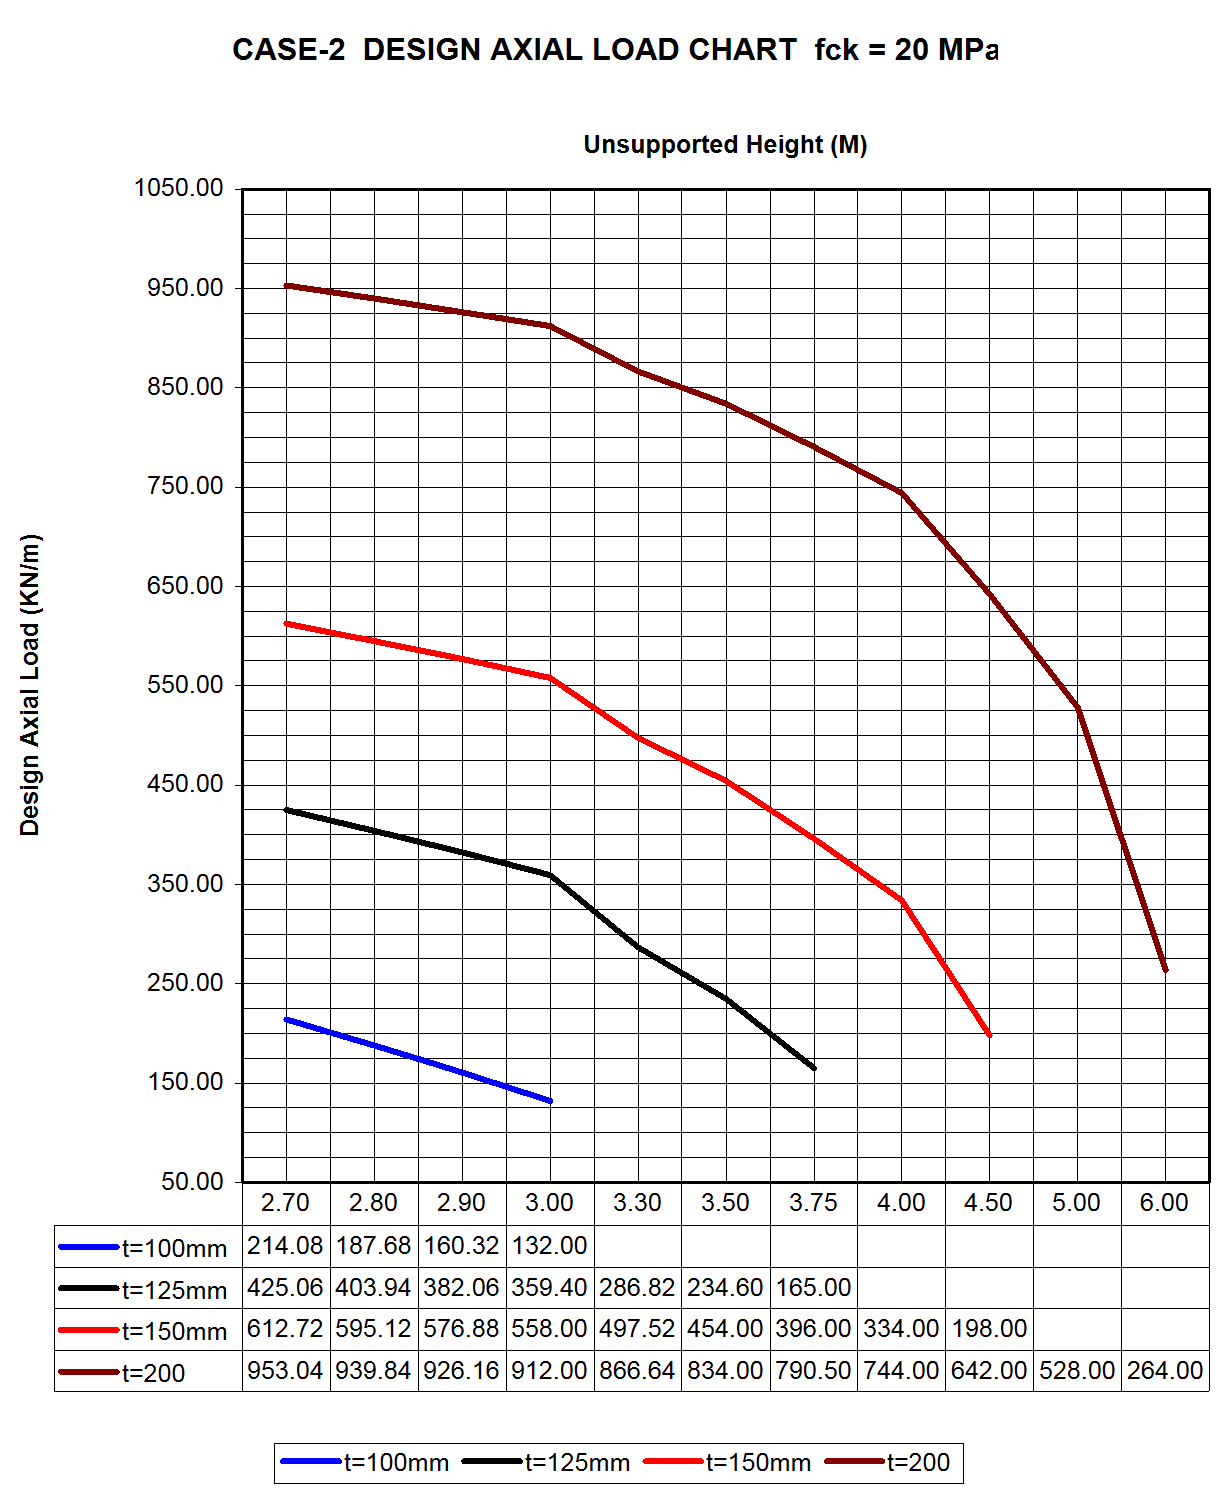 CASE-2 DESIGN AXIAL LOAD CHART fck = 20 MPa
Unsupported Height (M)
Design Axial Load (KN/m)
1050.00
950.00
850.00
750.00
650.00
550.00
450.00
350.00
250.00
150.00
50.00
2.70 2.80 2.90 3.00 3.30 3.50 3.75 4.00 4.50 5.00 6.00
t=100mm 214.08 187.68 160.32 132.00
t=125mm 425.06 403.94 382.06 359.40 286.82 234.60 165.00
t=150mm 612.72 595.12 576.88 558.00 497.52 454.00 396.00 334.00 198.00
t=200 953.04 939.84 926.16 912.00 866.64 834.00 790.50 744.00 642.00 528.00 264.00
t=100mm t=125mm t=150mm t=200